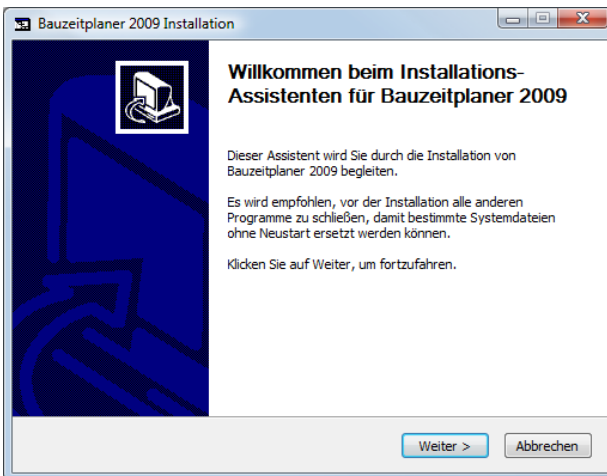 Bauzeitplaner 2009 Installation
Willkommen beim Installations-
Assistenten für Bauzeitplaner 2009
Dieser Assistent wird Sie durch die Installation von
Bauzeitplaner 2009 begleiten.
Es wird empfohlen, vor der Installation alle anderen
Programme zu schließen, damit bestimmte Systemdateien
ohne Neustart ersetzt werden können.
Klicken Sie auf Weiter, um fortzufahren.
Weiter >
Abbrechen